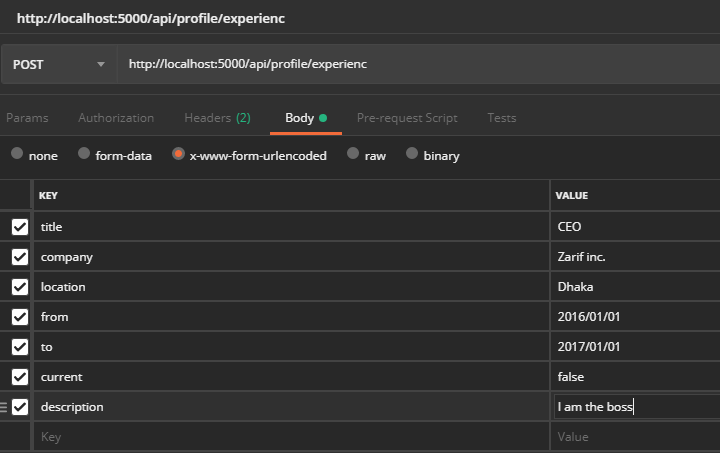 http://localhost:5000/api/profile/experienc
POST http://localhost:5000/api/profile/experienc
Params Authorization Headers (2) Body Pre-request Script Tests
none form-data x-www-form-urlencoded raw binary
KEY VALUE
title CEO
company Zarif inc.
location Dhaka
from 2016/01/01
to 2017/01/01
current false
description I am the boss
Key Value